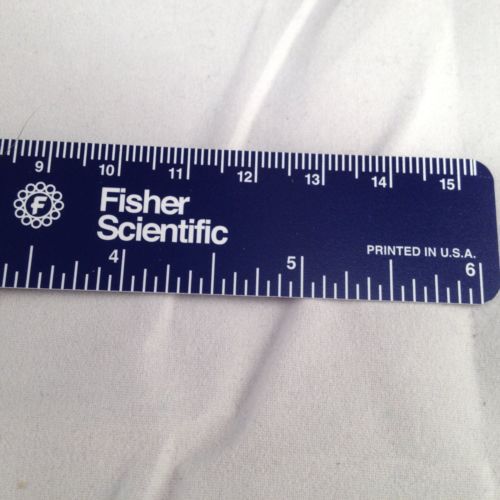 9 10 11 12 13 14 15
F
Fisher
Scientific
PRINTED IN U.S.A.
4 5 6